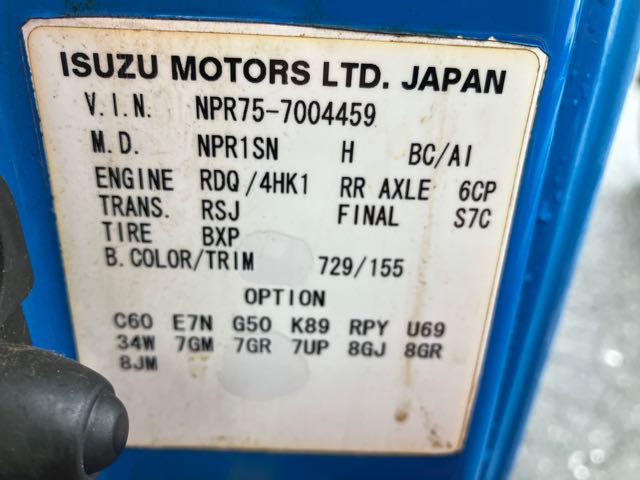 ISUZU MOTORS LTD. JAPAN
V.I.N. NPR75-7004459
M.D. NPR1SN H BC/AI
ENGINE RDQ/4HK1 RR AXLE 6CP
TRANS. RSJ FINAL S7C
TIRE BXP
B.COLOR/TRIM 729/155
OPTION
C60 E7N G50 K89 RPY U69
34W 7GM 7GR 7UP 8GJ 8GR
8JM